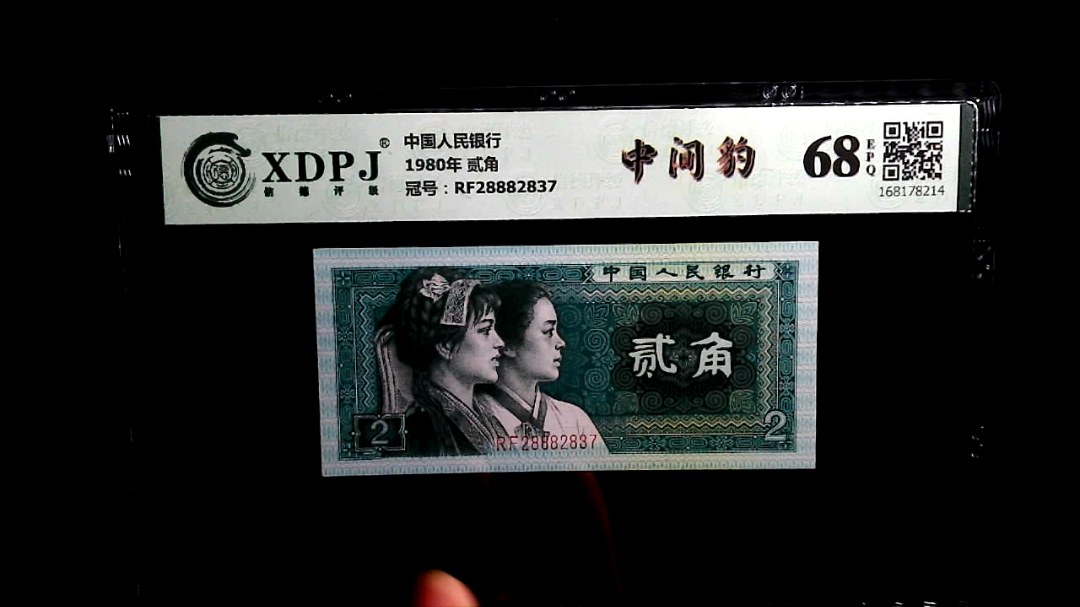 XDPJ®
信德评级
中国人民银行
1980年 贰角
冠号：RF28882837
中间豹
68
EPQ
168178214
中国人民银行
贰角
2
2
RF28882837